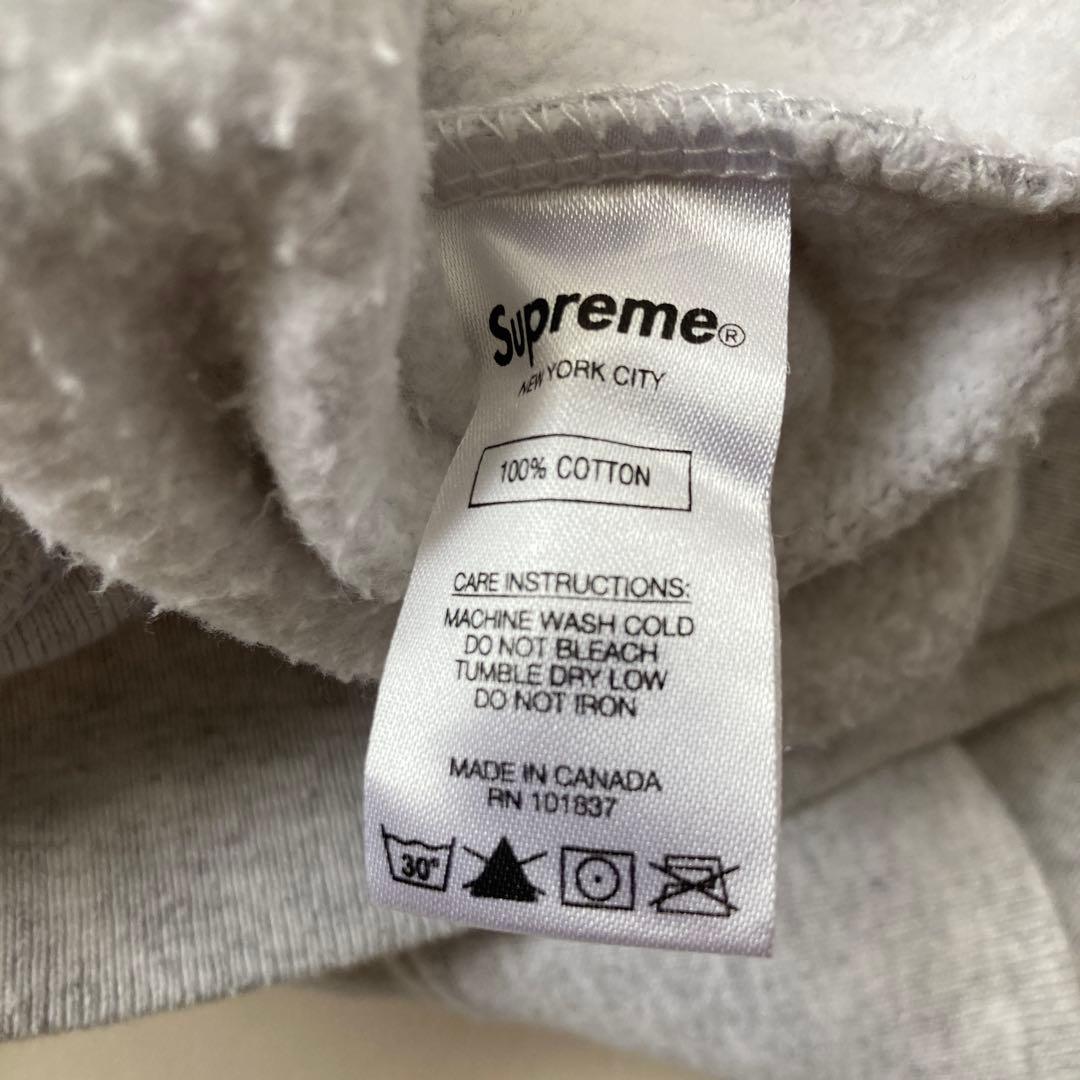 Supreme®
NEW YORK CITY
100% COTTON
CARE INSTRUCTIONS:
MACHINE WASH COLD
DO NOT BLEACH
TUMBLE DRY LOW
DO NOT IRON
MADE IN CANADA
RN 101837
30°